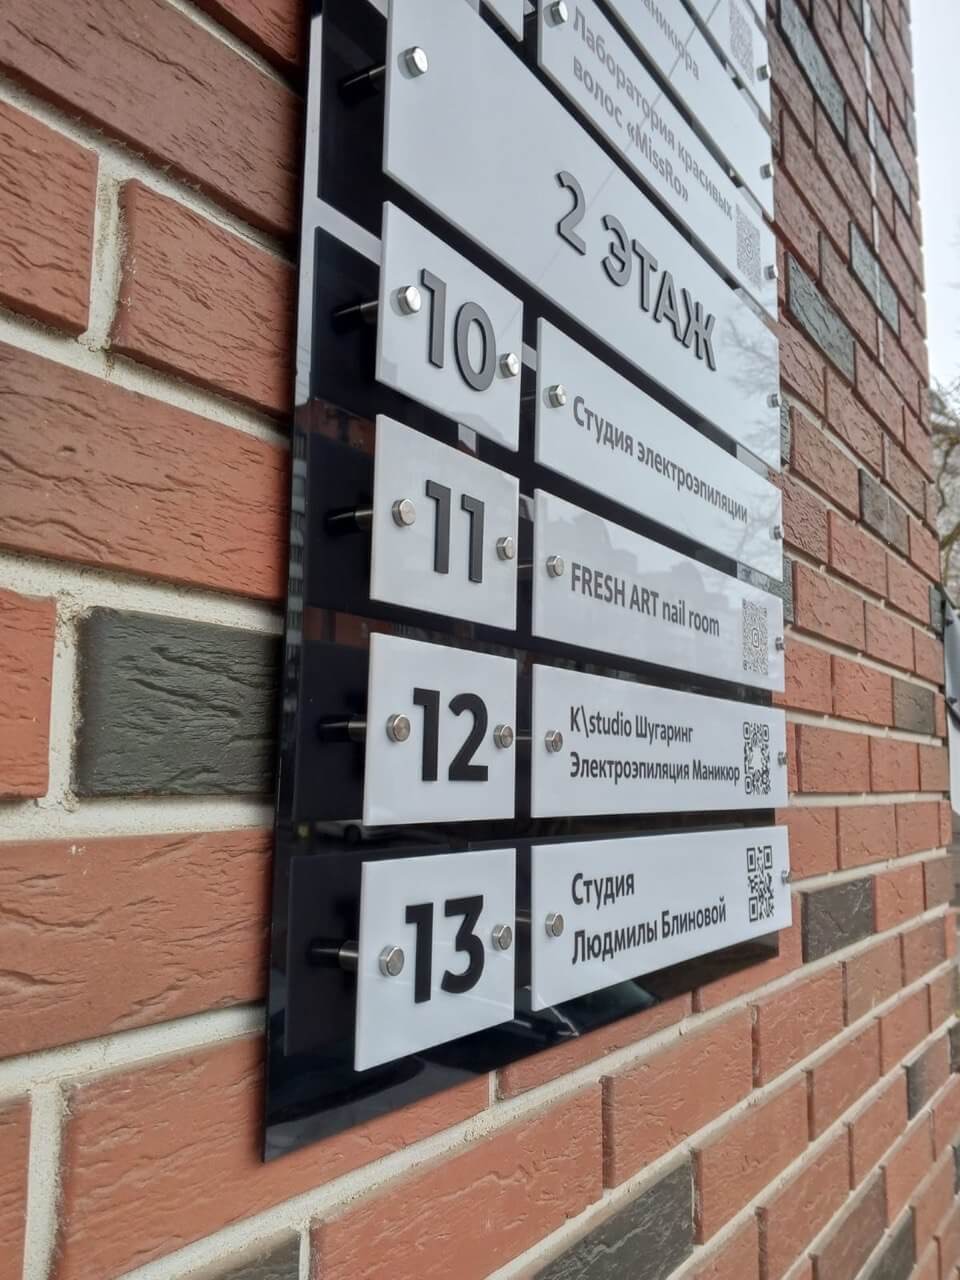 Лаборатория красивых
волос «MissRo»
2 ЭТАЖ
10
Студия электроэпиляции
11
FRESH ART nail room
12
K\studio Шугаринг
Электроэпиляция Маникюр
13
Студия
Людмилы Блиновой